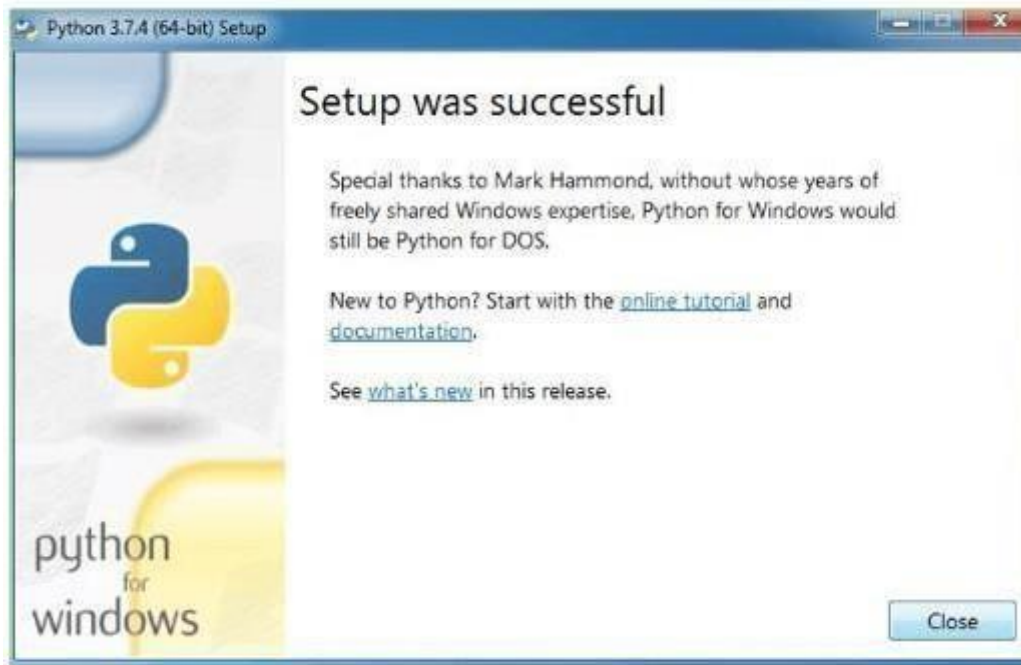 Python 3.7.4 (64-bit) Setup
Setup was successful
Special thanks to Mark Hammond, without whose years of
freely shared Windows expertise, Python for Windows would
still be Python for DOS.
New to Python? Start with the online tutorial and
documentation.
See what's new in this release.
python
for
windows
Close